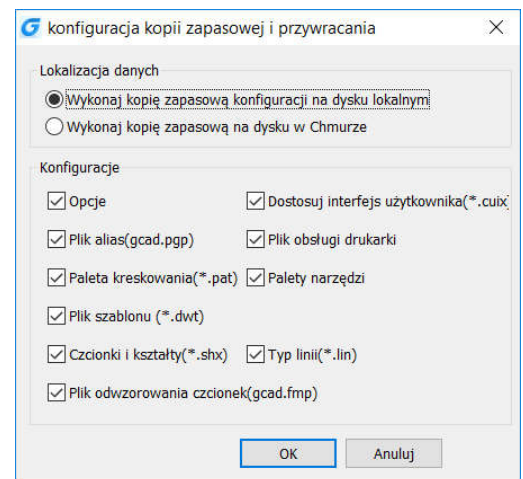 konfiguracja kopii zapasowej i przywracania
Lokalizacja danych
Wykonaj kopię zapasową konfiguracji na dysku lokalnym
Wykonaj kopię zapasową na dysku w Chmurze
Konfiguracje
Opcje Dostosuj interfejs użytkownika(*.cuix
Plik alias(gcad.pgp) Plik obsługi drukarki
Paleta kreskowania(*.pat) Palety narzędzi
Plik szablonu (*.dwt)
Czcionki i kształty(*.shx) Typ linii(*.lin)
Plik odwzorowania czcionek(gcad.fmp)
OK Anuluj